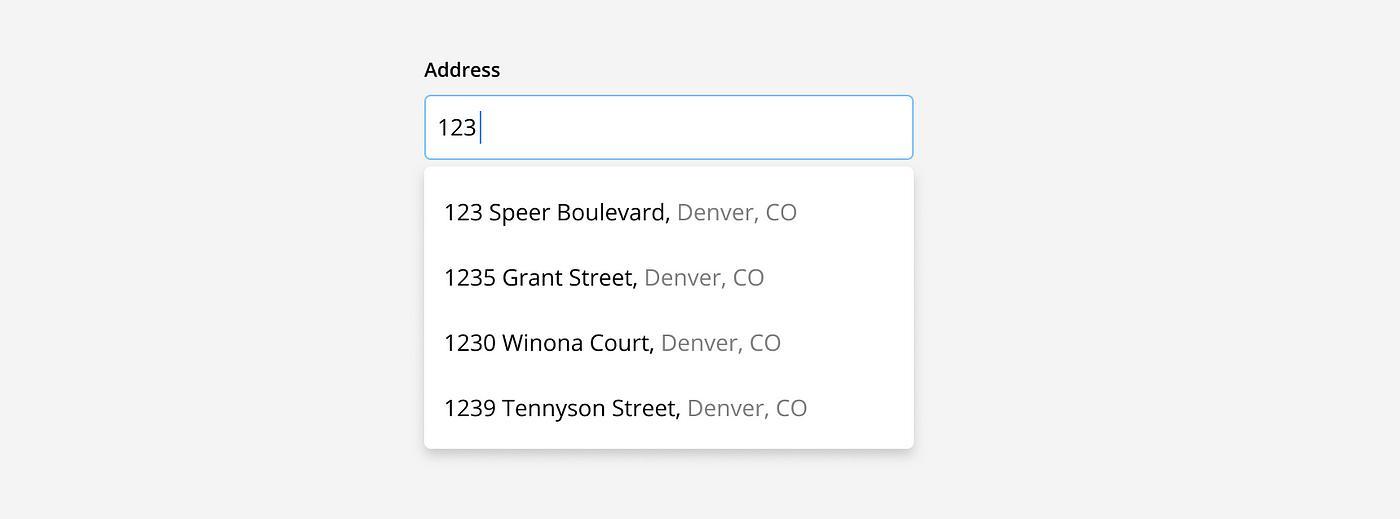 Address
123
123 Speer Boulevard, Denver, CO
1235 Grant Street, Denver, CO
1230 Winona Court, Denver, CO
1239 Tennyson Street, Denver, CO